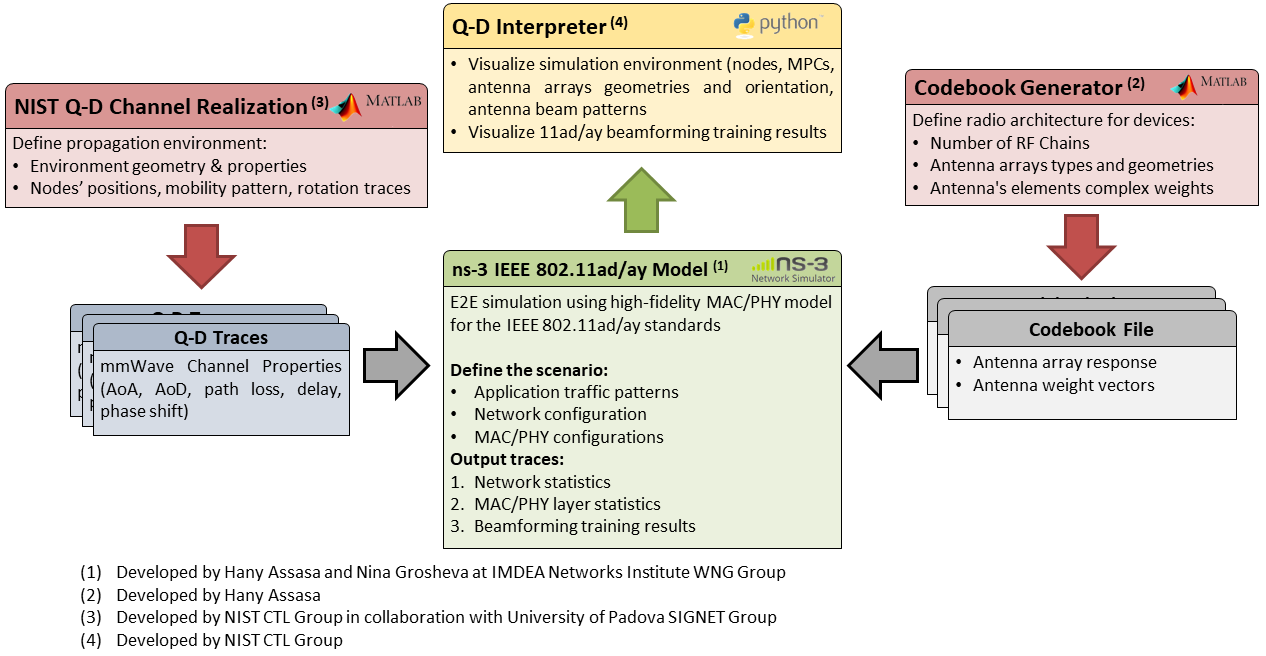 Q-D Interpreter (4)
python
• Visualize simulation environment (nodes, MPCs,
antenna arrays geometries and orientation,
antenna beam patterns
• Visualize 11ad/ay beamforming training results
NIST Q-D Channel Realization (3)
MATLAB
Define propagation environment:
• Environment geometry & properties
• Nodes’ positions, mobility pattern, rotation traces
Codebook Generator (2)
MATLAB
Define radio architecture for devices:
• Number of RF Chains
• Antenna arrays types and geometries
• Antenna's elements complex weights
Q-D Traces
mmWave Channel Properties
(AoA, AoD, path loss, delay,
phase shift)
ns-3 IEEE 802.11ad/ay Model (1)
ns-3
Network Simulator
E2E simulation using high-fidelity MAC/PHY model
for the IEEE 802.11ad/ay standards
Define the scenario:
• Application traffic patterns
• Network configuration
• MAC/PHY configurations
Output traces:
1. Network statistics
2. MAC/PHY layer statistics
3. Beamforming training results
Codebook File
• Antenna array response
• Antenna weight vectors
(1) Developed by Hany Assasa and Nina Grosheva at IMDEA Networks Institute WNG Group
(2) Developed by Hany Assasa
(3) Developed by NIST CTL Group in collaboration with University of Padova SIGNET Group
(4) Developed by NIST CTL Group